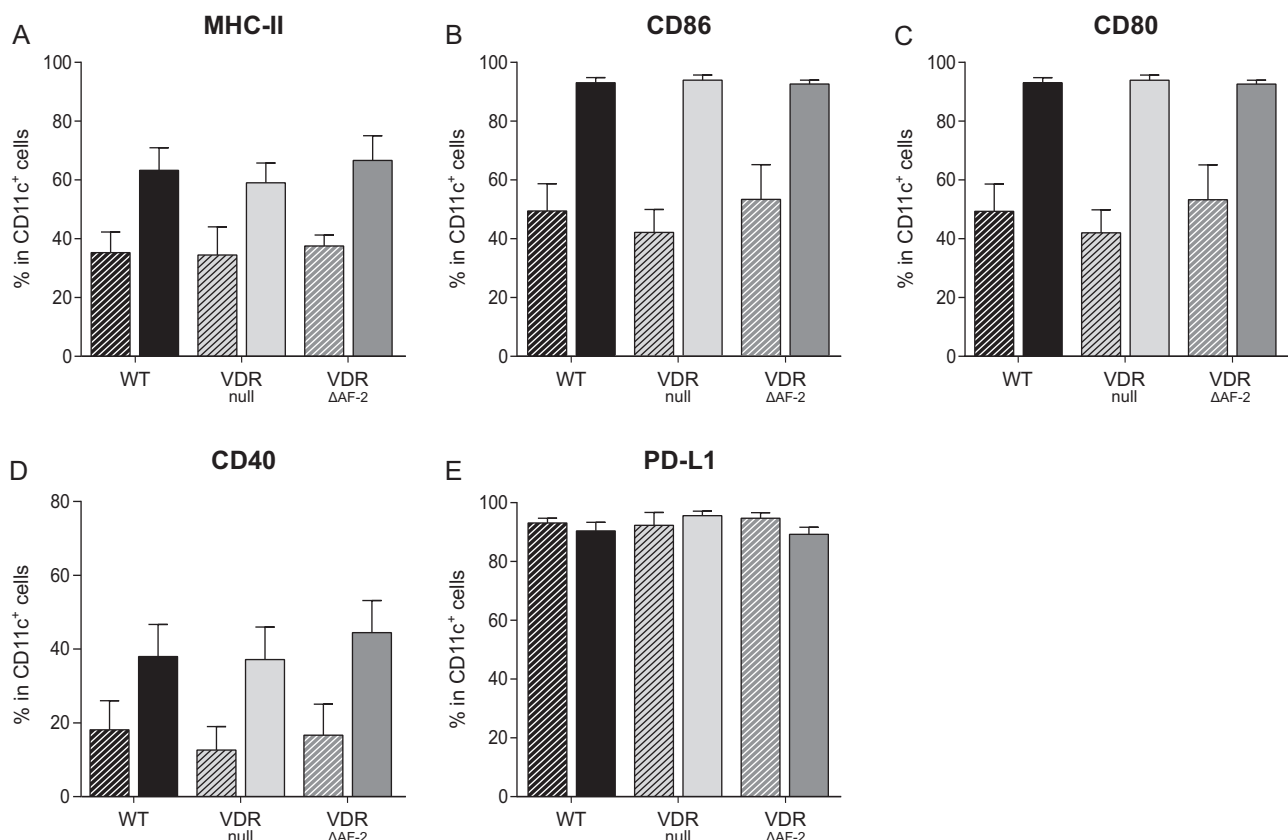 A
MHC-II
% in CD11c+ cells
100
80
60
40
20
0
WT
VDR
null
VDR
ΔAF-2
B
CD86
% in CD11c+ cells
100
80
60
40
20
0
WT
VDR
null
VDR
ΔAF-2
C
CD80
% in CD11c+ cells
100
80
60
40
20
0
WT
VDR
null
VDR
ΔAF-2
D
CD40
% in CD11c+ cells
80
60
40
20
0
WT
VDR
null
VDR
ΔAF-2
E
PD-L1
% in CD11c+ cells
100
80
60
40
20
0
WT
VDR
null
VDR
ΔAF-2